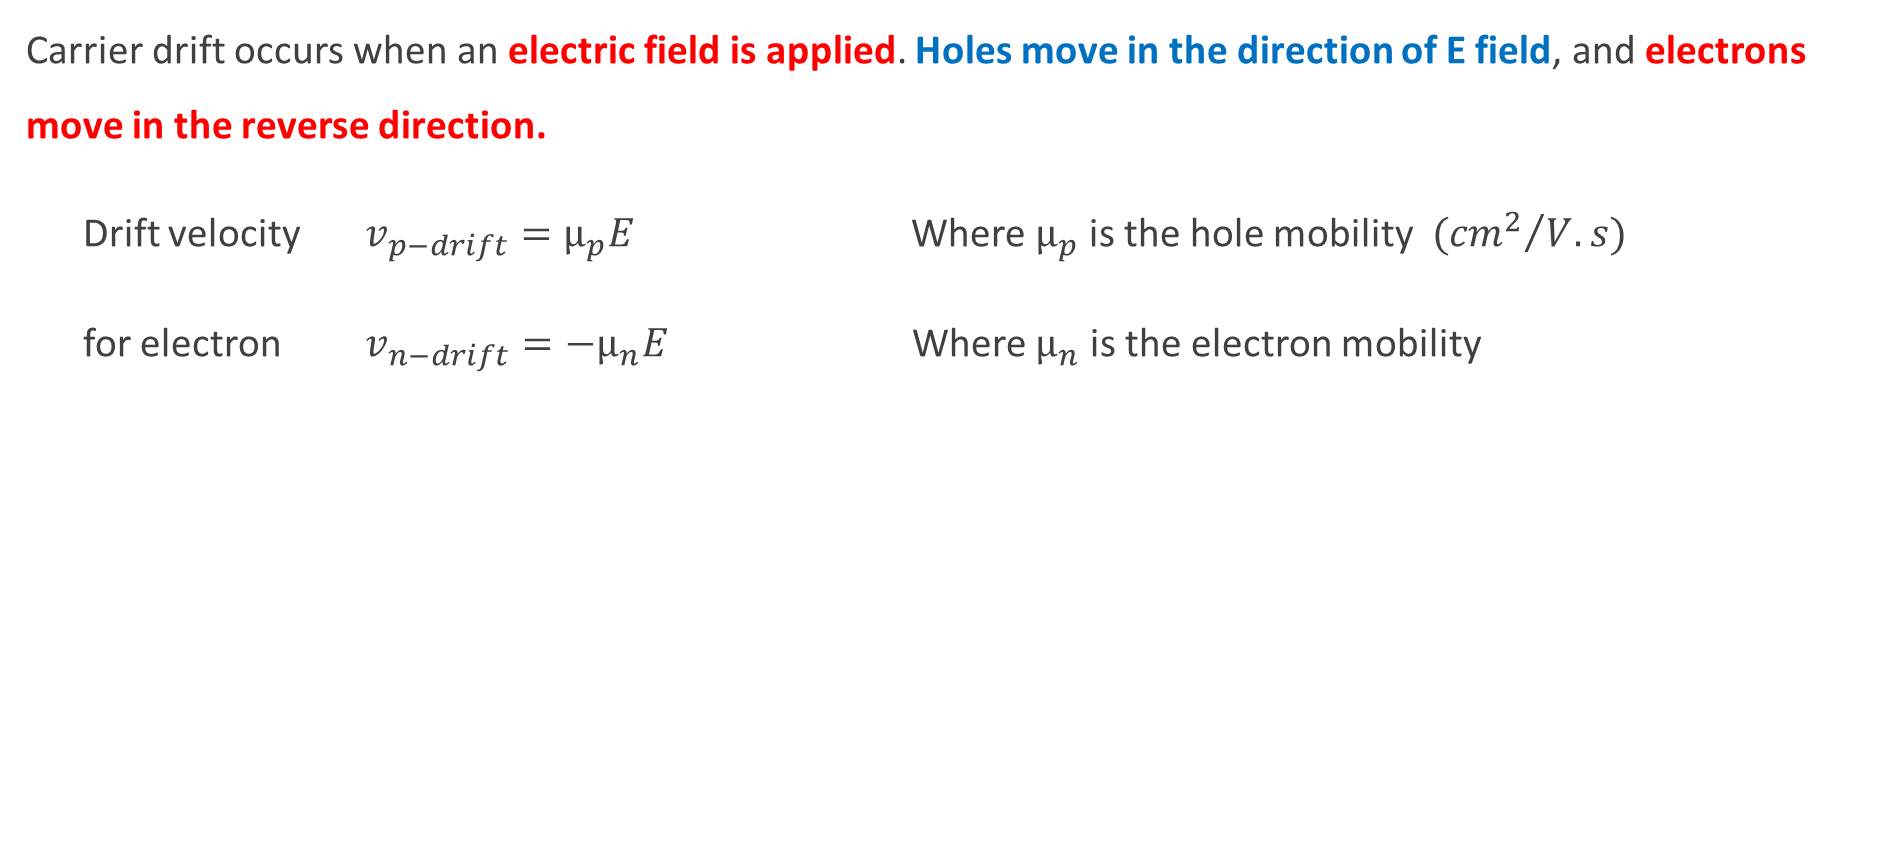 Carrier drift occurs when an electric field is applied. Holes move in the direction of E field, and electrons
move in the reverse direction.
Drift velocity v_{p-drift} = μ_p E Where μ_p is the hole mobility (cm²/V.s)
for electron v_{n-drift} = −μ_n E Where μ_n is the electron mobility